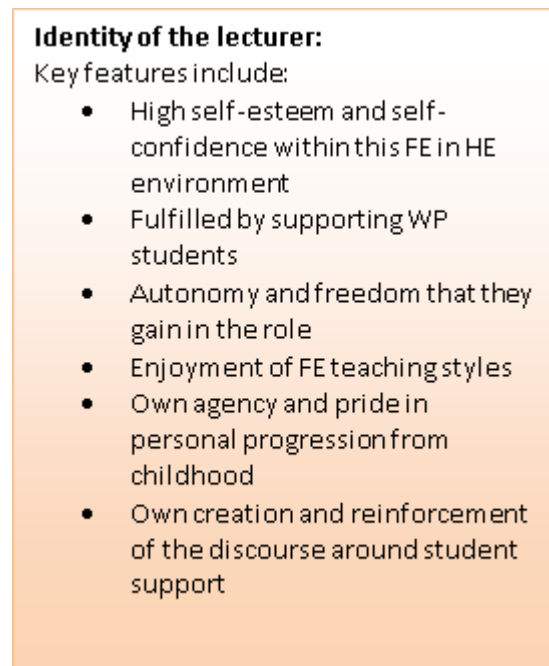 Identity of the lecturer:
Key features include:
• High self-esteem and self-
confidence within this FE in HE
environment
• Fulfilled by supporting WP
students
• Autonomy and freedom that they
gain in the role
• Enjoyment of FE teaching styles
• Own agency and pride in
personal progression from
childhood
• Own creation and reinforcement
of the discourse around student
support